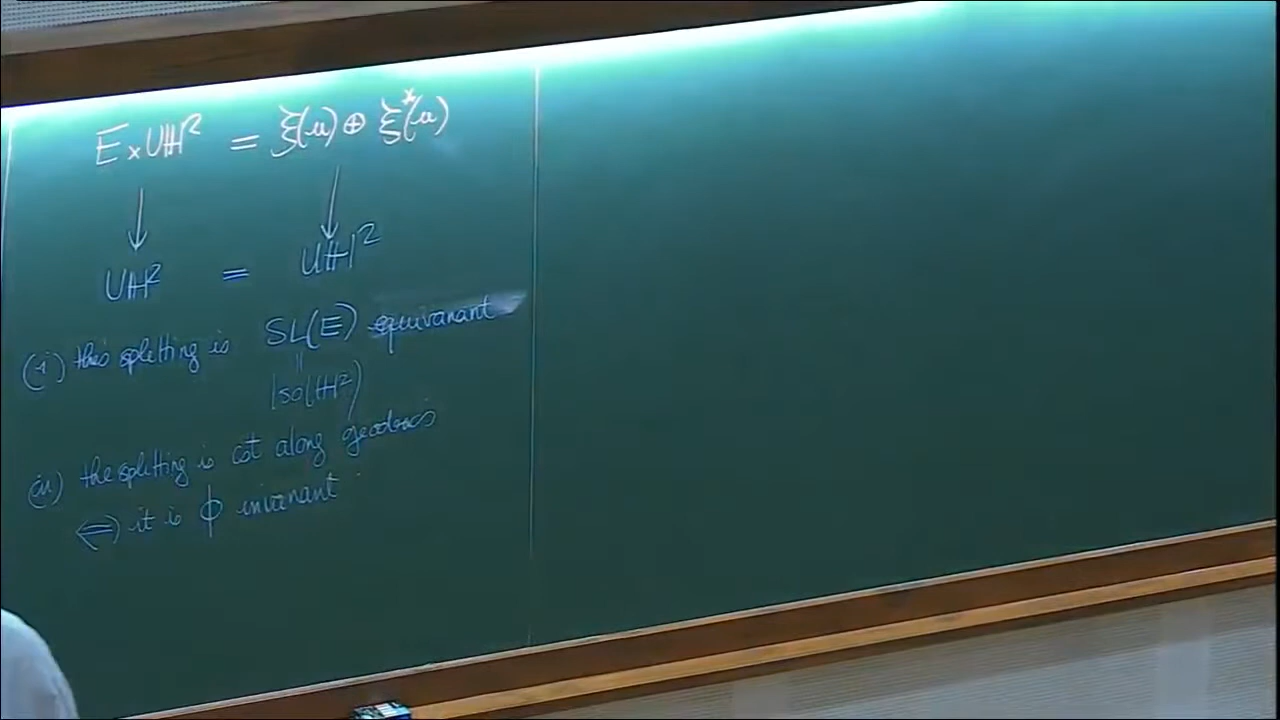 E × Uℍ² = ξ(u) ⊕ ξ*(u)
↓ ↓
Uℍ² = Uℍ²
(i) this splitting is SL(E) equivariant
||
Iso(ℍ²)
(ii) the splitting is cst along geodesics
⟺ it is ϕ invariant